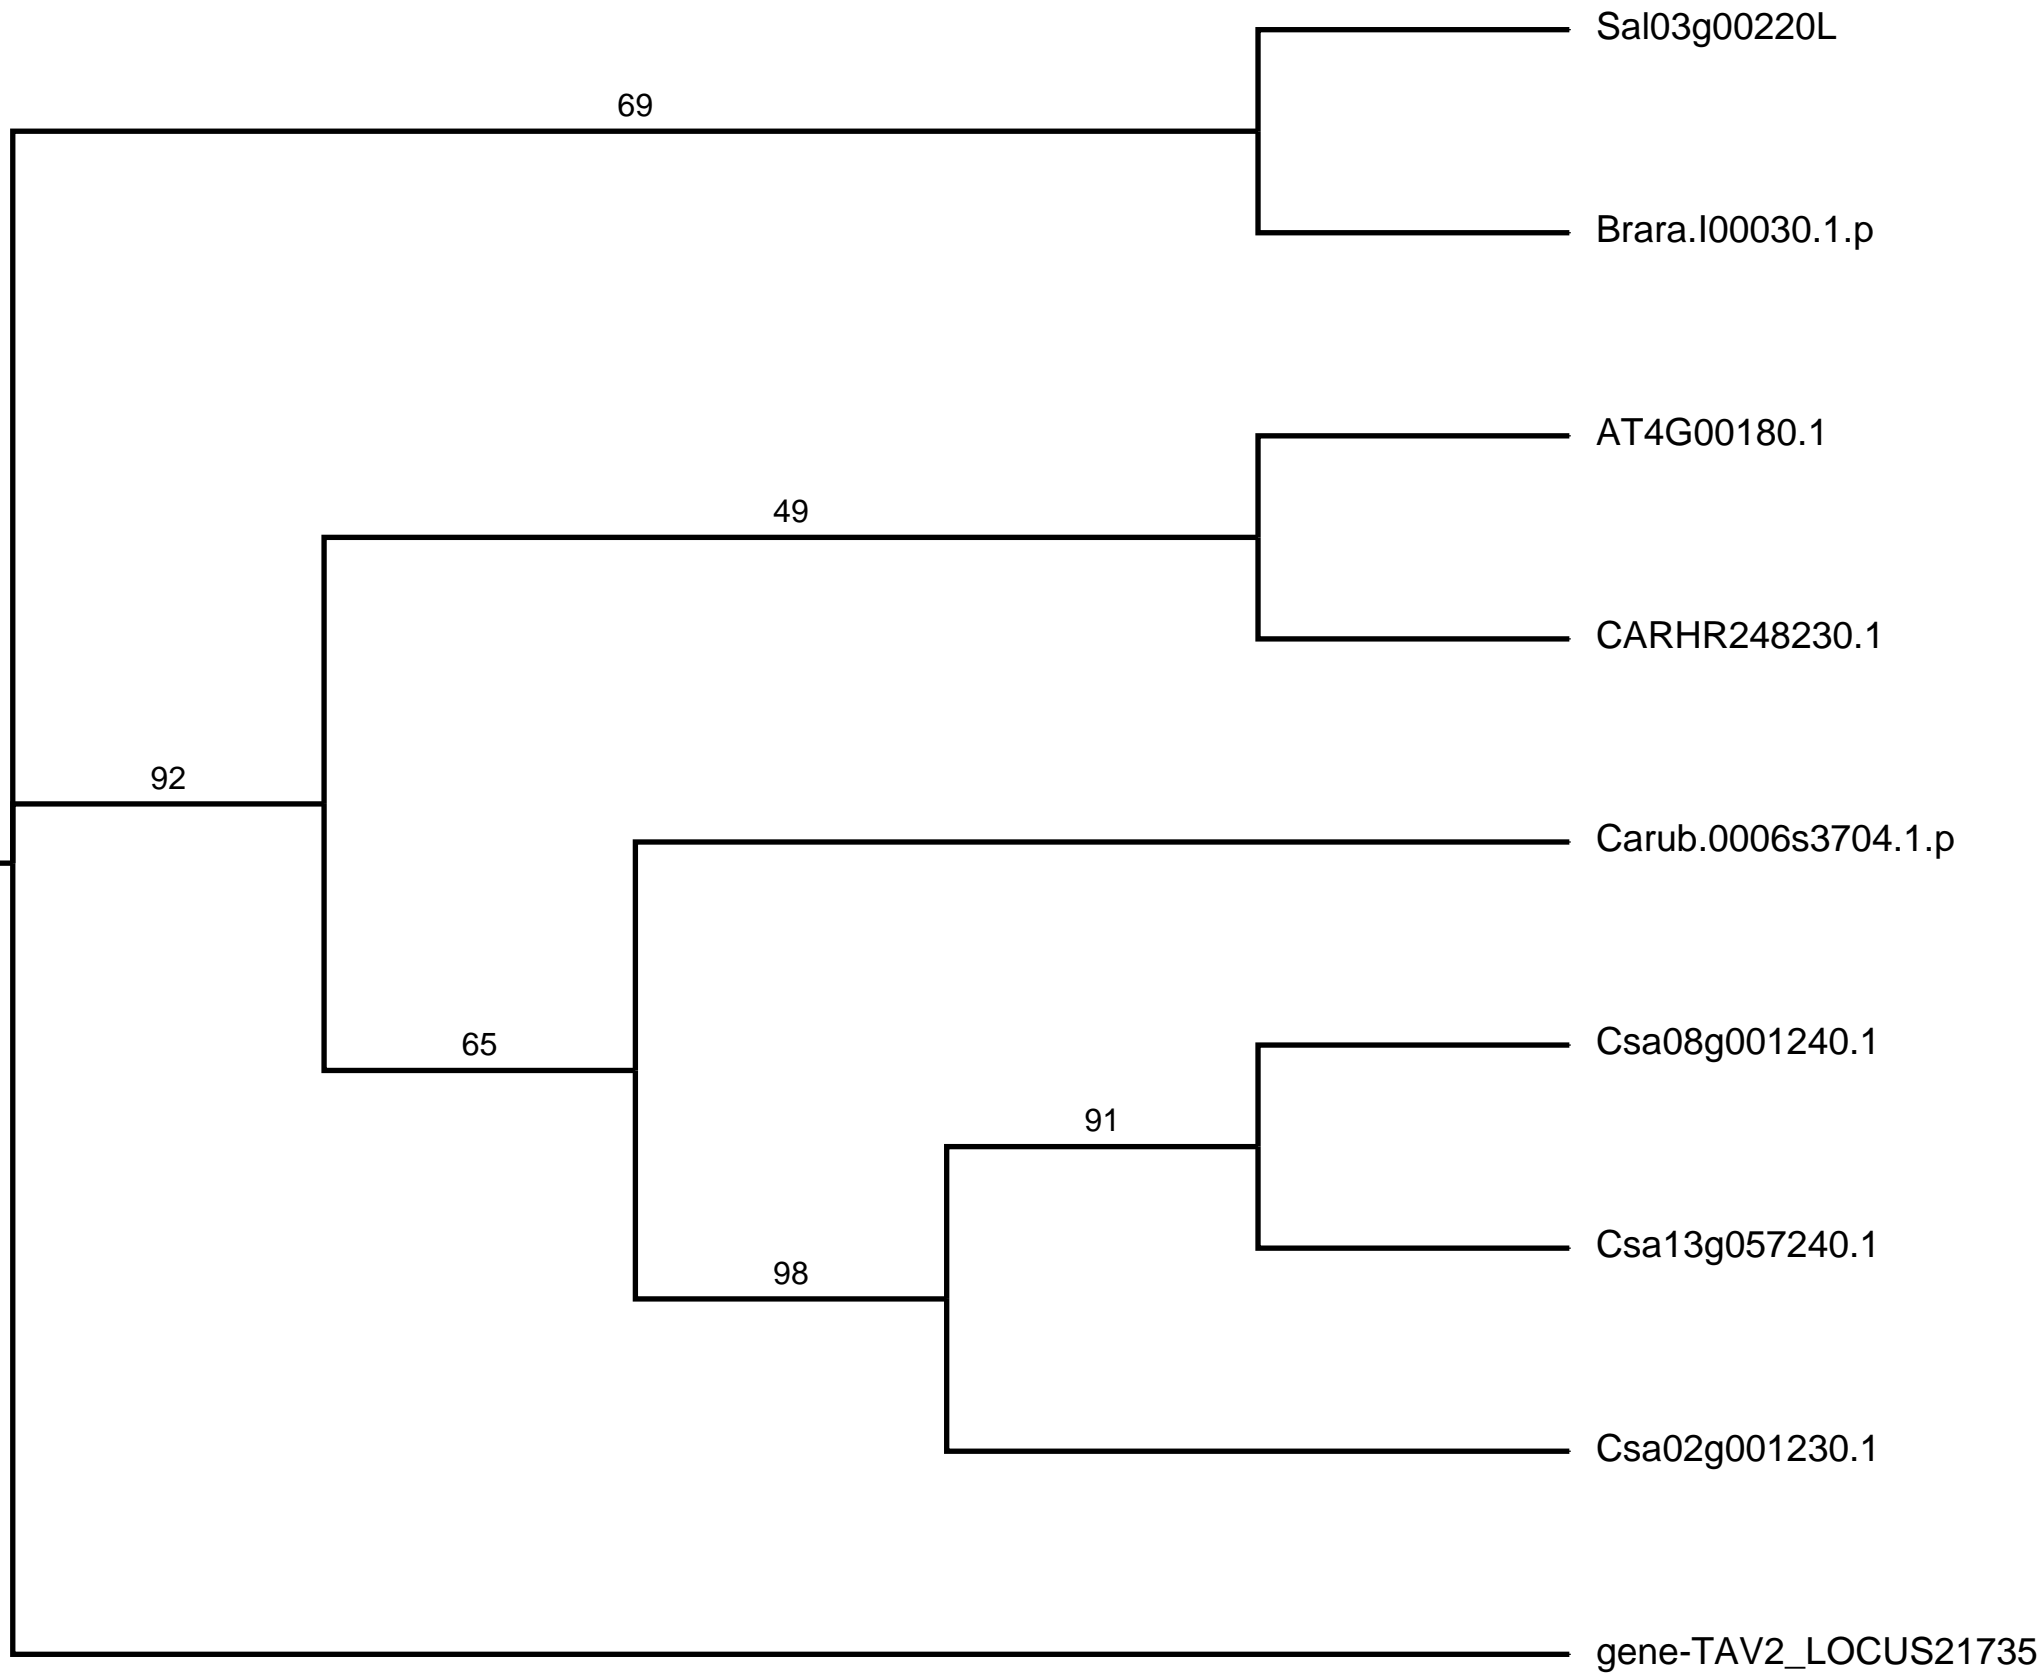 Sal03g00220L
69
Brara.I00030.1.p
AT4G00180.1
49
CARHR248230.1
92
Carub.0006s3704.1.p
65
Csa08g001240.1
91
Csa13g057240.1
98
Csa02g001230.1
gene-TAV2_LOCUS21735